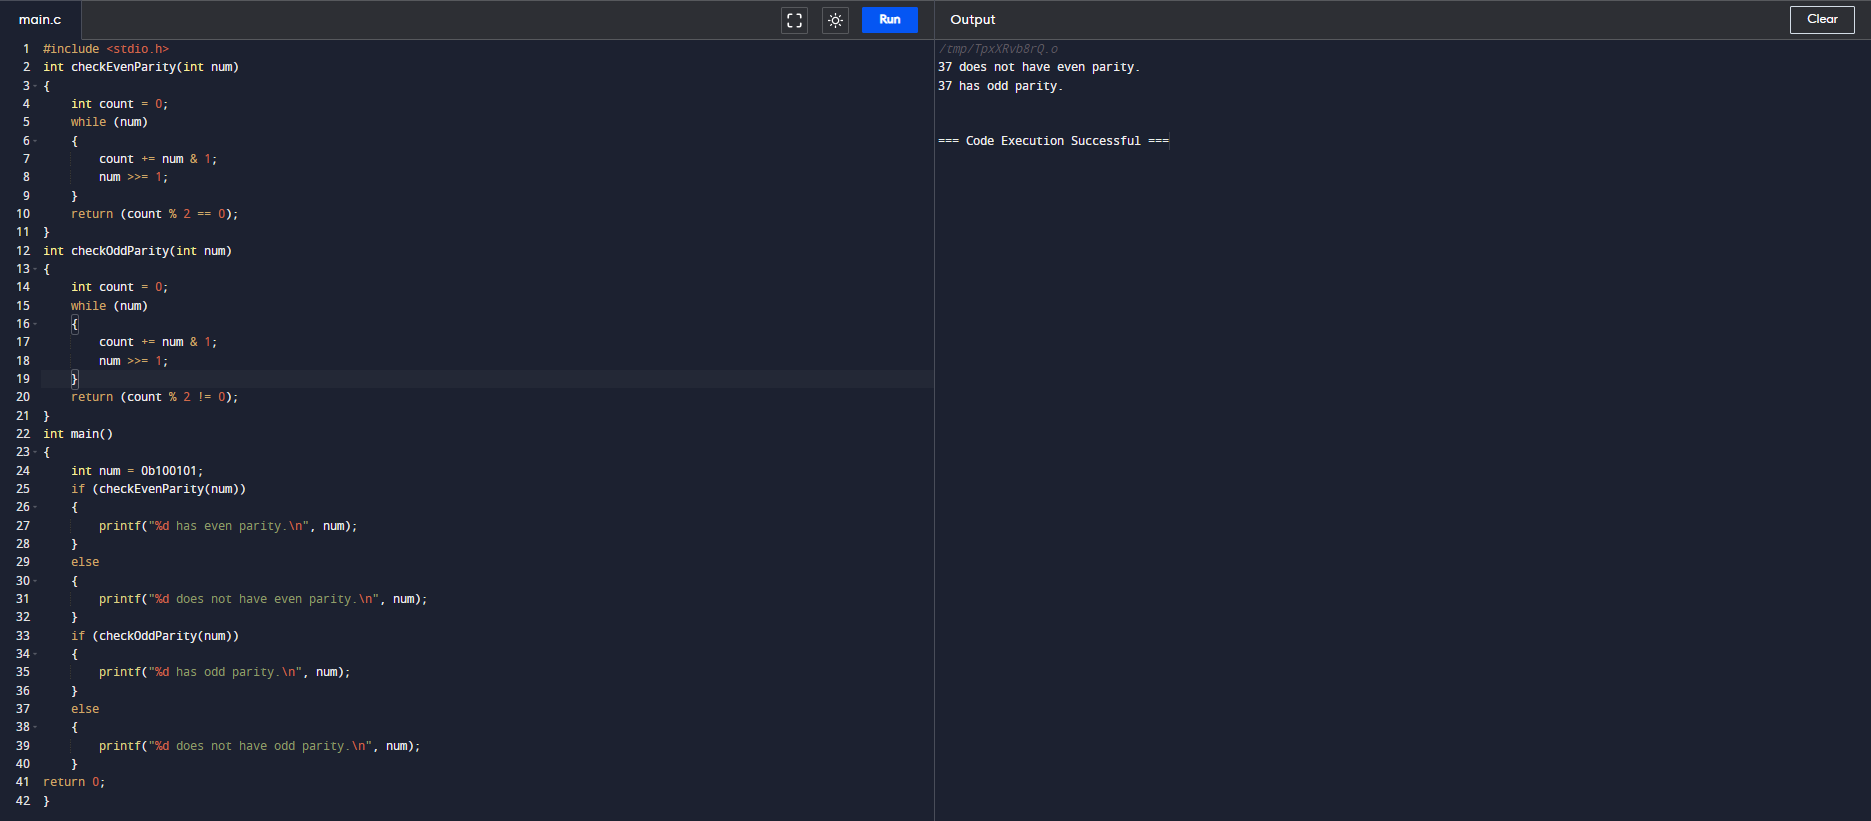 main.c
Run
Output
Clear
1 #include <stdio.h>
2 int checkEvenParity(int num)
3 {
4     int count = 0;
5     while (num)
6     {
7         count += num & 1;
8         num >>= 1;
9     }
10     return (count % 2 == 0);
11 }
12 int checkOddParity(int num)
13 {
14     int count = 0;
15     while (num)
16     {
17         count += num & 1;
18         num >>= 1;
19     }
20     return (count % 2 != 0);
21 }
22 int main()
23 {
24     int num = 0b100101;
25     if (checkEvenParity(num))
26     {
27         printf("%d has even parity.\n", num);
28     }
29     else
30     {
31         printf("%d does not have even parity.\n", num);
32     }
33     if (checkOddParity(num))
34     {
35         printf("%d has odd parity.\n", num);
36     }
37     else
38     {
39         printf("%d does not have odd parity.\n", num);
40     }
41 return 0;
42 }
/tmp/TpxXRvb8rQ.o
37 does not have even parity.
37 has odd parity.
=== Code Execution Successful ===